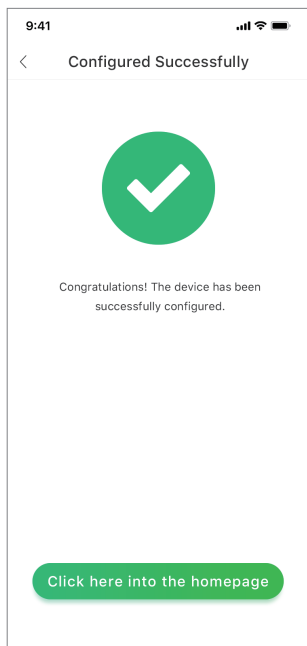 9:41
Configured Successfully
Congratulations! The device has been
successfully configured.
Click here into the homepage